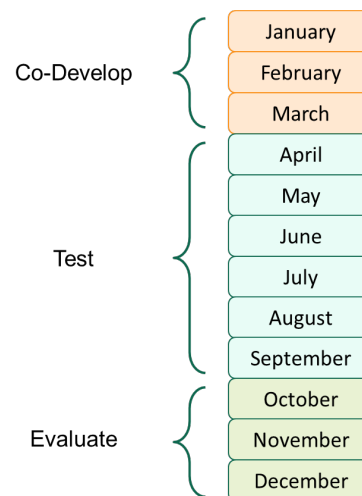 Co-Develop
January
February
March
Test
April
May
June
July
August
September
Evaluate
October
November
December